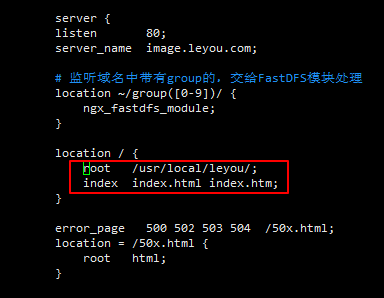 server {
listen 80;
server_name image.leyou.com;
# 监听域名中带有group的，交给FastDFS模块处理
location ~/group([0-9])/ {
ngx_fastdfs_module;
}
location / {
root /usr/local/leyou/;
index index.html index.htm;
}
error_page 500 502 503 504 /50x.html;
location = /50x.html {
root html;
}